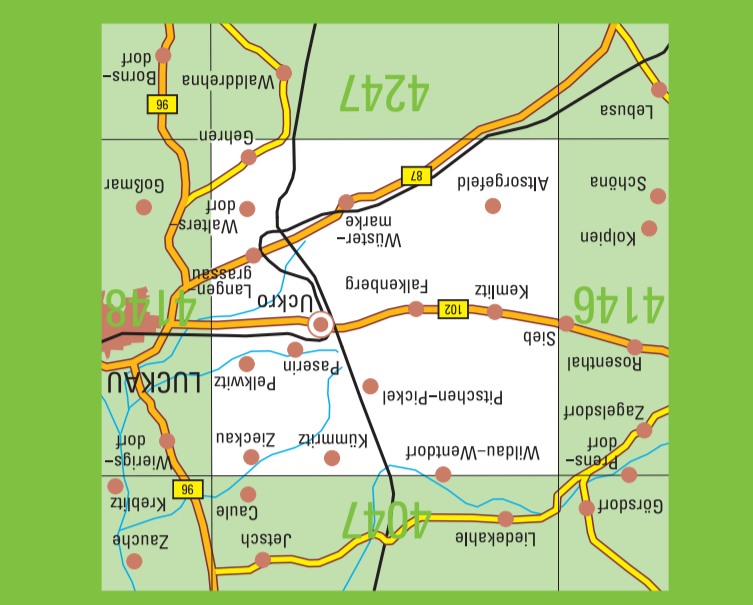 Liedekahle
Jetsch
Zauche
4047
Görsdorf
Caule
Kreblitz
96
Prens-
dorf
Wildau-Wentdorf
Kümmritz
Zieckau
Wierigs-
dorf
Zagelsdorf
Pitschen-Pickel
Pelkwitz
LUCKAU
Paserin
Rosenthal
Sieb
102
4146
Kemlitz
Falkenberg
Uckro
4148
Langen-
grassau
Kolpien
Wüster-
marke
Walters-
dorf
Schöna
Altsorgefeld
87
Goßmar
Gehren
Lebusa
4247
96
Walddrehna
Borns-
dorf